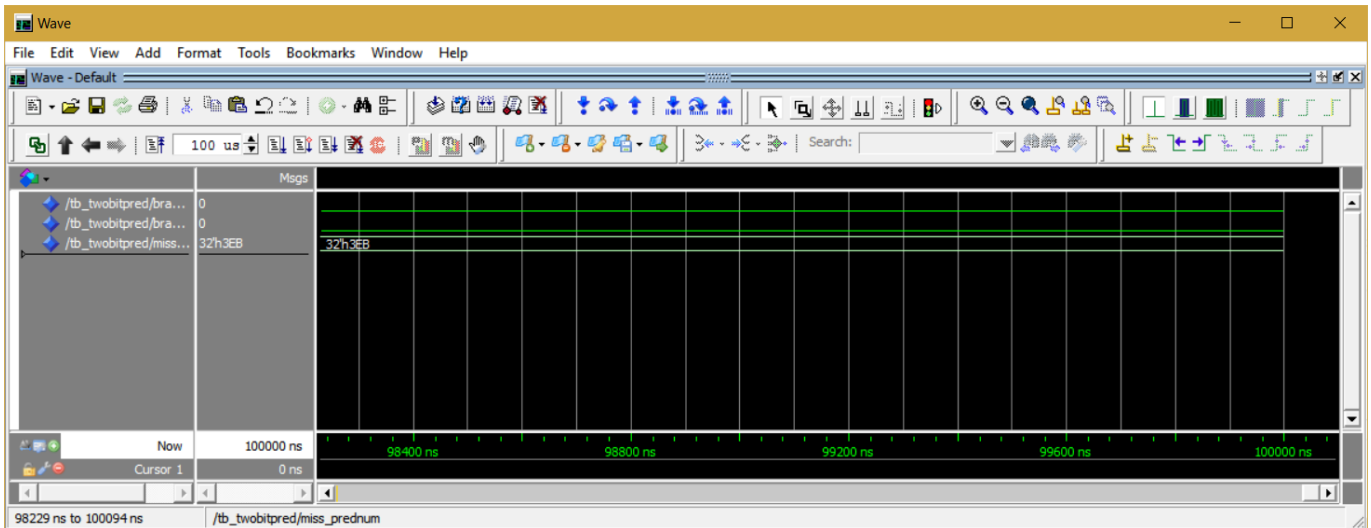 Wave
File Edit View Add Format Tools Bookmarks Window Help
Wave - Default
100 us Search:
Msgs
/tb_twobitpred/bra... 0
/tb_twobitpred/bra... 0
/tb_twobitpred/miss... 32'h3EB 32'h3EB
Now 100000 ns 98400 ns 98800 ns 99200 ns 99600 ns 100000 ns
Cursor 1 0 ns
98229 ns to 100094 ns /tb_twobitpred/miss_prednum